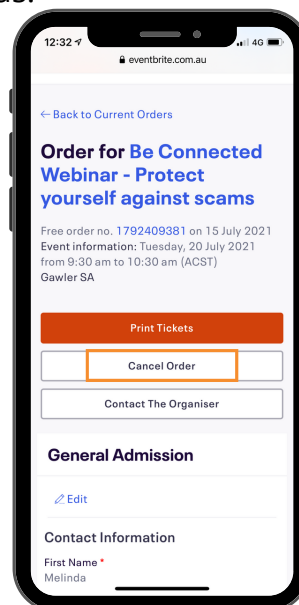 12:32
4G
eventbrite.com.au
← Back to Current Orders
Order for Be Connected
Webinar - Protect
yourself against scams
Free order no. 1792409381 on 15 July 2021
Event information: Tuesday, 20 July 2021
from 9:30 am to 10:30 am (ACST)
Gawler SA
Print Tickets
Cancel Order
Contact The Organiser
General Admission
Edit
Contact Information
First Name *
Melinda